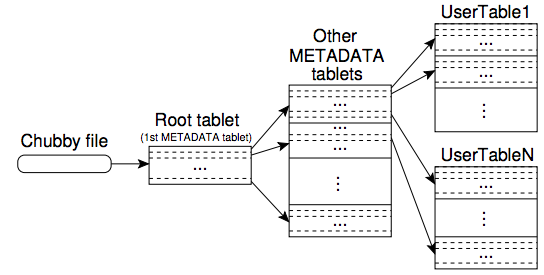 Chubby file
Root tablet
(1st METADATA tablet)
...
Other
METADATA
tablets
...
...
...
UserTable1
...
...
UserTableN
...
...